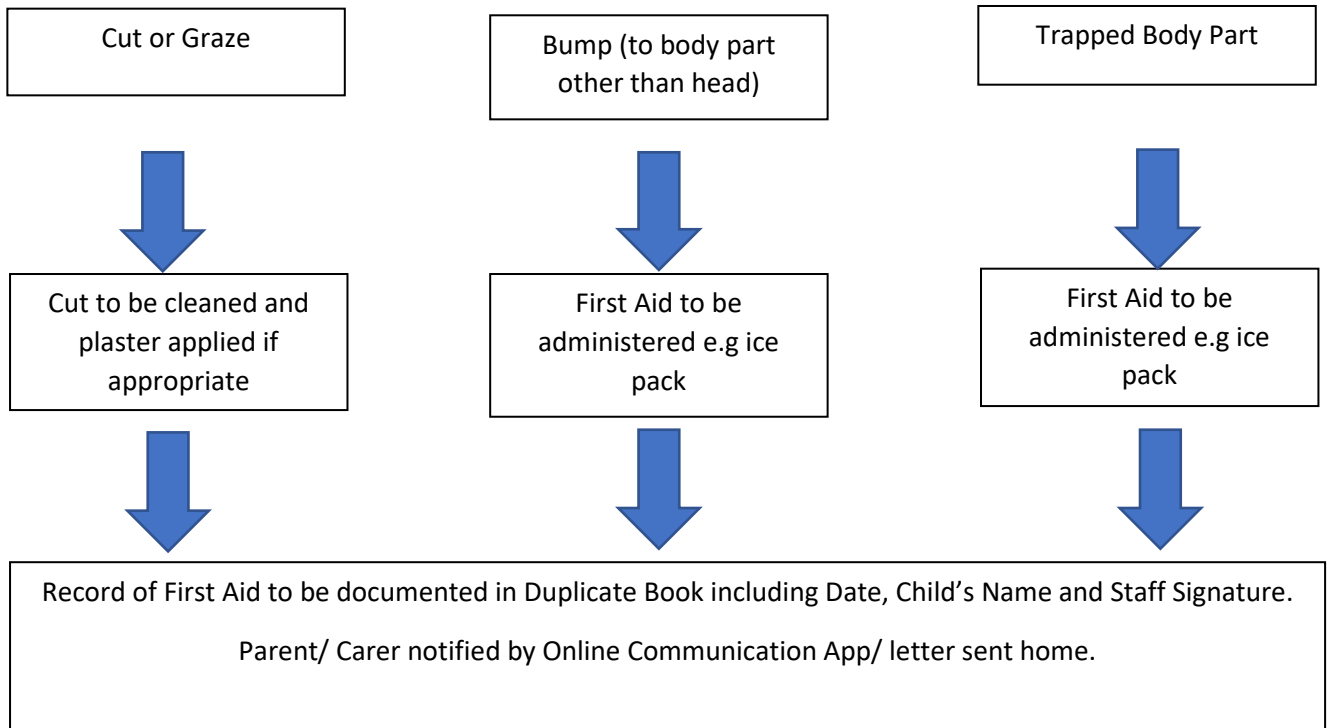 Cut or Graze
Bump (to body part
other than head)
Trapped Body Part
Cut to be cleaned and
plaster applied if
appropriate
First Aid to be
administered e.g ice
pack
First Aid to be
administered e.g ice
pack
Record of First Aid to be documented in Duplicate Book including Date, Child’s Name and Staff Signature.
Parent/ Carer notified by Online Communication App/ letter sent home.